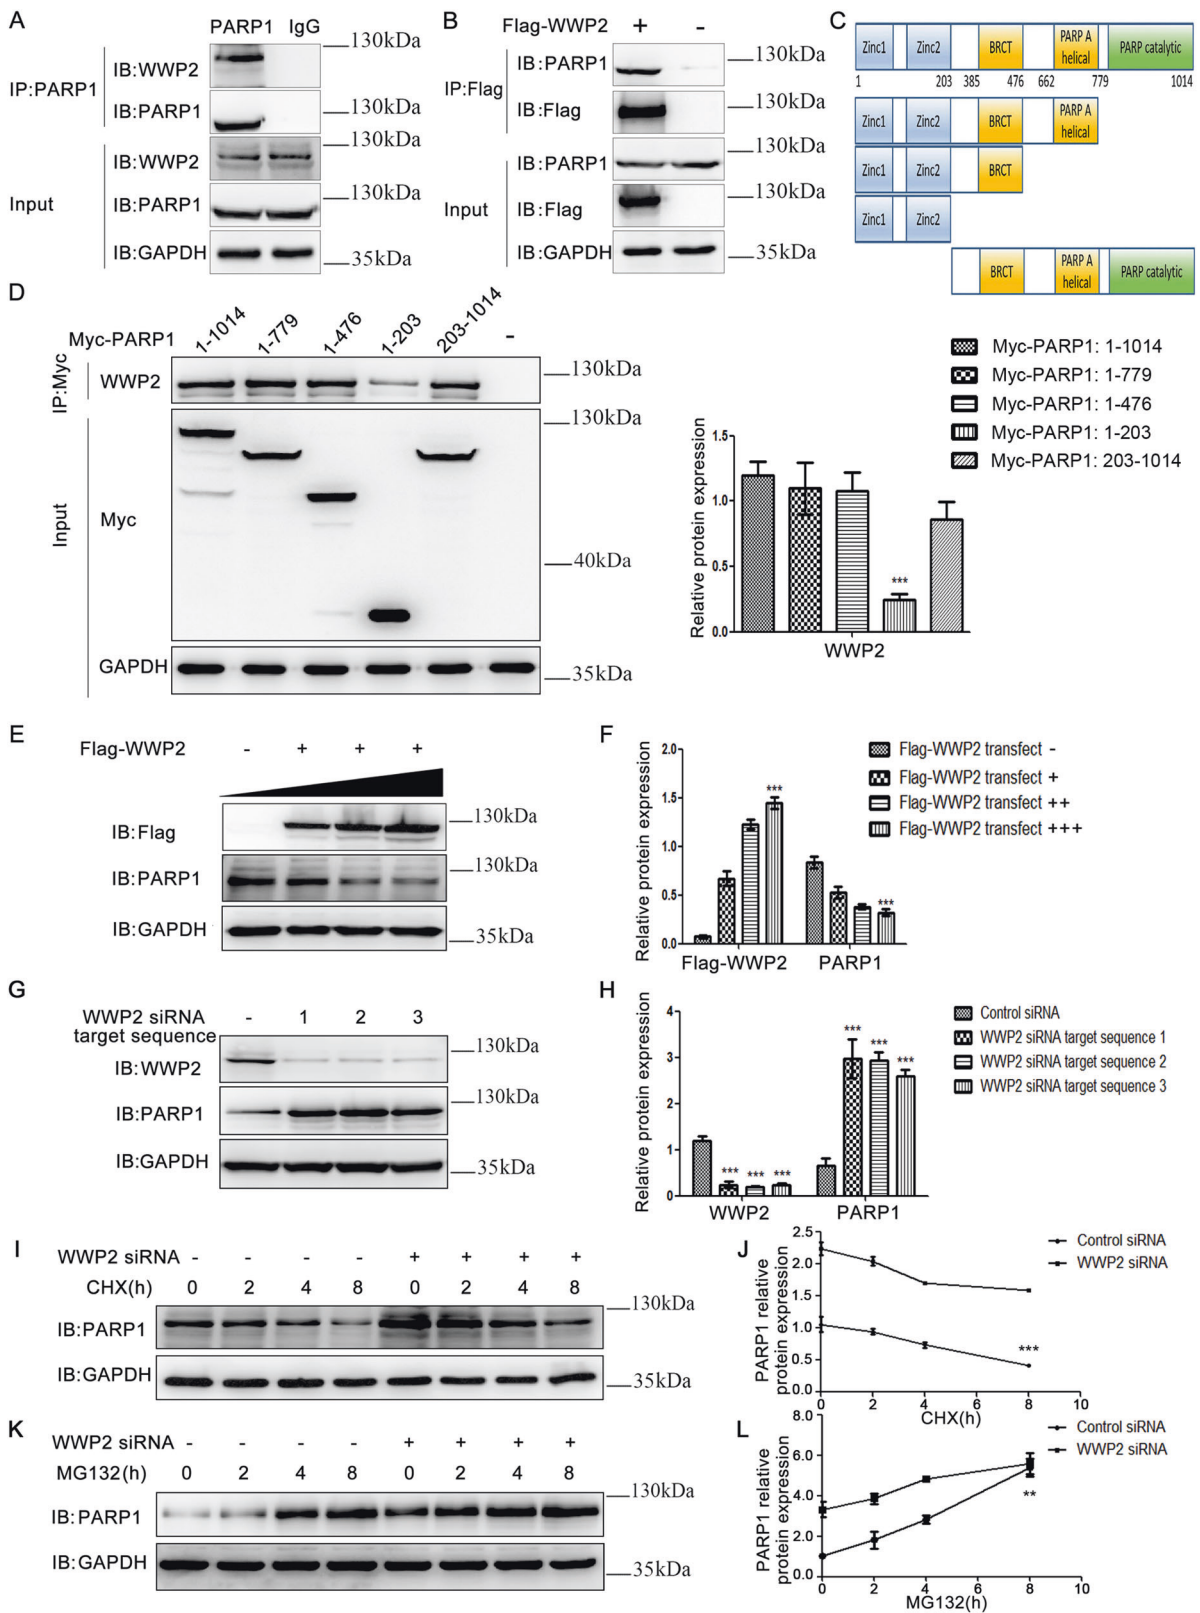 A
PARP1 IgG
IP:PARP1
IB:WWP2
130kDa
IB:PARP1
130kDa
Input
IB:WWP2
130kDa
IB:PARP1
130kDa
IB:GAPDH
35kDa
B
Flag-WWP2 + -
IP:Flag
IB:PARP1
130kDa
IB:Flag
130kDa
Input
IB:PARP1
130kDa
IB:Flag
130kDa
IB:GAPDH
35kDa
C
Zinc1 Zinc2 BRCT PARP A helical PARP catalytic
1 203 385 476 662 779 1014
Zinc1 Zinc2 BRCT PARP A helical
Zinc1 Zinc2 BRCT
Zinc1 Zinc2
BRCT PARP A helical PARP catalytic
D
Myc-PARP1 1-1014 1-779 1-476 1-203 203-1014 -
IP:Myc
WWP2
130kDa
Input
Myc
130kDa
40kDa
GAPDH
35kDa
Myc-PARP1: 1-1014
Myc-PARP1: 1-779
Myc-PARP1: 1-476
Myc-PARP1: 1-203
Myc-PARP1: 203-1014
Relative protein expression
1.5
1.0
0.5
0.0
***
WWP2
E
Flag-WWP2 - + + +
IB:Flag
130kDa
IB:PARP1
130kDa
IB:GAPDH
35kDa
F
Relative protein expression
2.0
1.5
1.0
0.5
0.0
***
***
Flag-WWP2 PARP1
Flag-WWP2 transfect -
Flag-WWP2 transfect +
Flag-WWP2 transfect ++
Flag-WWP2 transfect +++
G
WWP2 siRNA
target sequence
- 1 2 3
IB:WWP2
130kDa
IB:PARP1
130kDa
IB:GAPDH
35kDa
H
Relative protein expression
4
3
2
1
0
*** *** ***
*** *** ***
WWP2 PARP1
Control siRNA
WWP2 siRNA target sequence 1
WWP2 siRNA target sequence 2
WWP2 siRNA target sequence 3
I
WWP2 siRNA - - - - + + + +
CHX(h) 0 2 4 8 0 2 4 8
IB:PARP1
130kDa
IB:GAPDH
35kDa
J
PARP1 relative
protein expression
2.5
2.0
1.5
1.0
0.5
0.0
***
0 2 4 6 8 10
CHX(h)
Control siRNA
WWP2 siRNA
K
WWP2 siRNA - - - - + + + +
MG132(h) 0 2 4 8 0 2 4 8
IB:PARP1
130kDa
IB:GAPDH
35kDa
L
PARP1 relative
protein expression
8.0
6.0
4.0
2.0
0.0
**
0 2 4 6 8 10
MG132(h)
Control siRNA
WWP2 siRNA